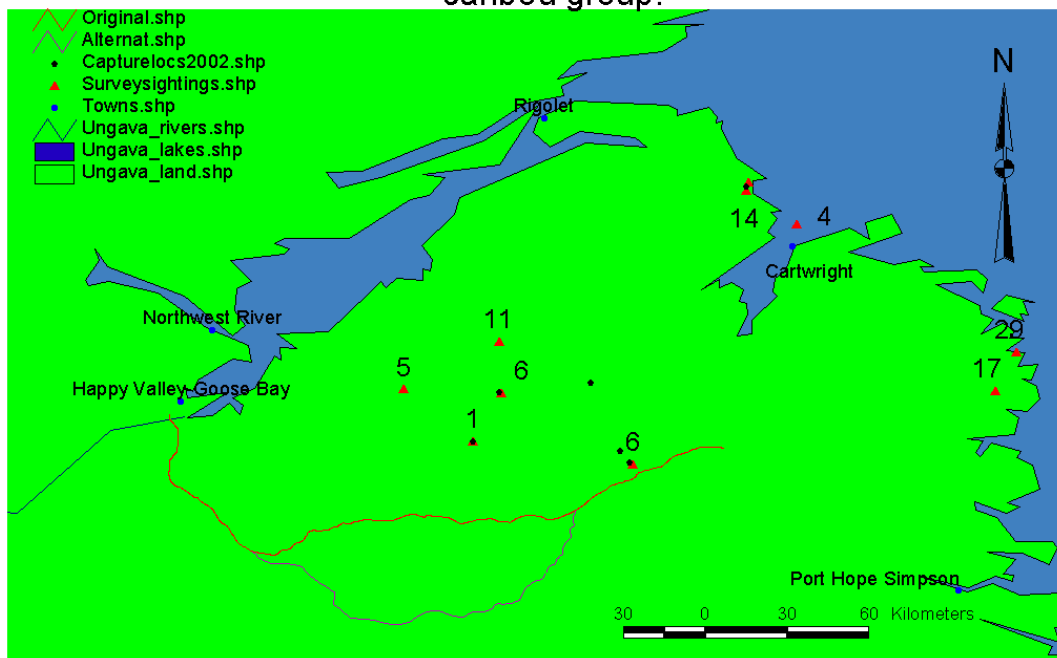 caribou group.
Original.shp
Alternat.shp
Capturelocs2002.shp
Surveysightings.shp
Towns.shp
Ungava_rivers.shp
Ungava_lakes.shp
Ungava_land.shp
N
Rigolet
14
4
Cartwright
Northwest River
11
29
5
6
17
Happy Valley-Goose Bay
1
6
Port Hope Simpson
30 0 30 60 Kilometers